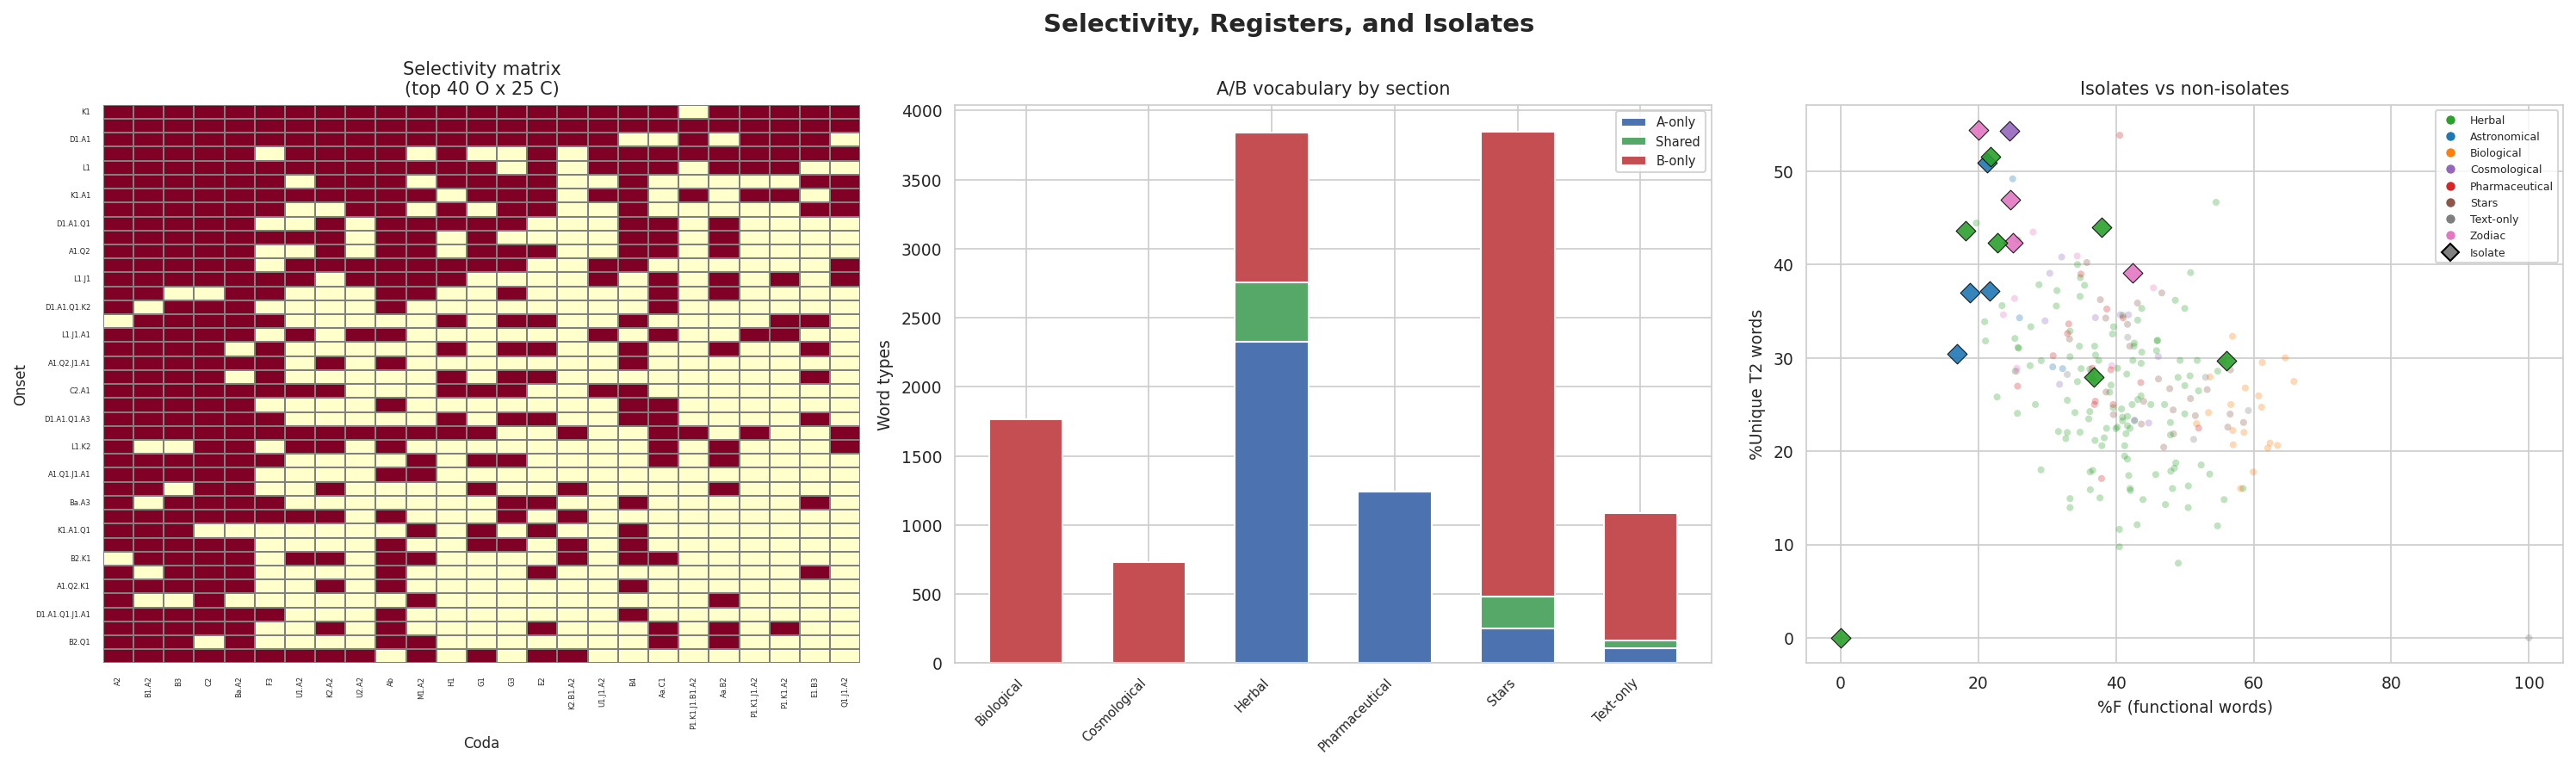 Selectivity, Registers, and Isolates
Selectivity matrix
(top 40 O x 25 C)
Onset
K1
D1.A1
L1
K1.A1
D1.A1.Q1
A1.Q2
L1.J1
D1.A1.Q1.K2
L1.J1.A1
A1.Q2.J1.A1
C2.A1
D1.A1.Q1.A3
L1.K2
A1.Q1.J1.A1
Ba.A3
K1.A1.Q1
B2.K1
A1.Q2.K1
D1.A1.Q1.J1.A1
B2.Q1
A2
B1.A2
B3
C2
Ba.A2
F3
U1.A2
K2.A2
U2.A2
Ab
M1.A2
H1
G1
G3
E2
K2.B1.A2
U1.J1.A2
B4
Aa.C1
P1.K1.J1.B1.A2
Aa.B2
P1.K1.J1.A2
P1.K1.A2
E1.B3
Q1.J1.A2
Coda
A/B vocabulary by section
Word types
4000
3500
3000
2500
2000
1500
1000
500
0
A-only
Shared
B-only
Biological
Cosmological
Herbal
Pharmaceutical
Stars
Text-only
Isolates vs non-isolates
%Unique T2 words
50
40
30
20
10
0
Herbal
Astronomical
Biological
Cosmological
Pharmaceutical
Stars
Text-only
Zodiac
Isolate
0 20 40 60 80 100
%F (functional words)